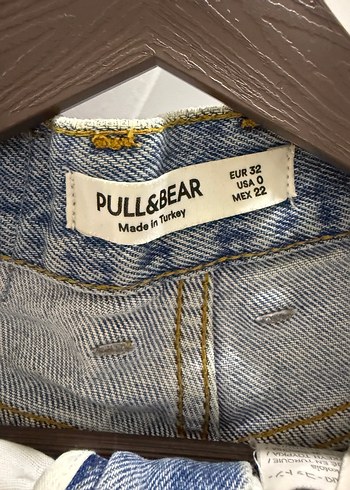 PULL&BEAR
Made in Turkey
EUR 32
USA 0
MEX 22